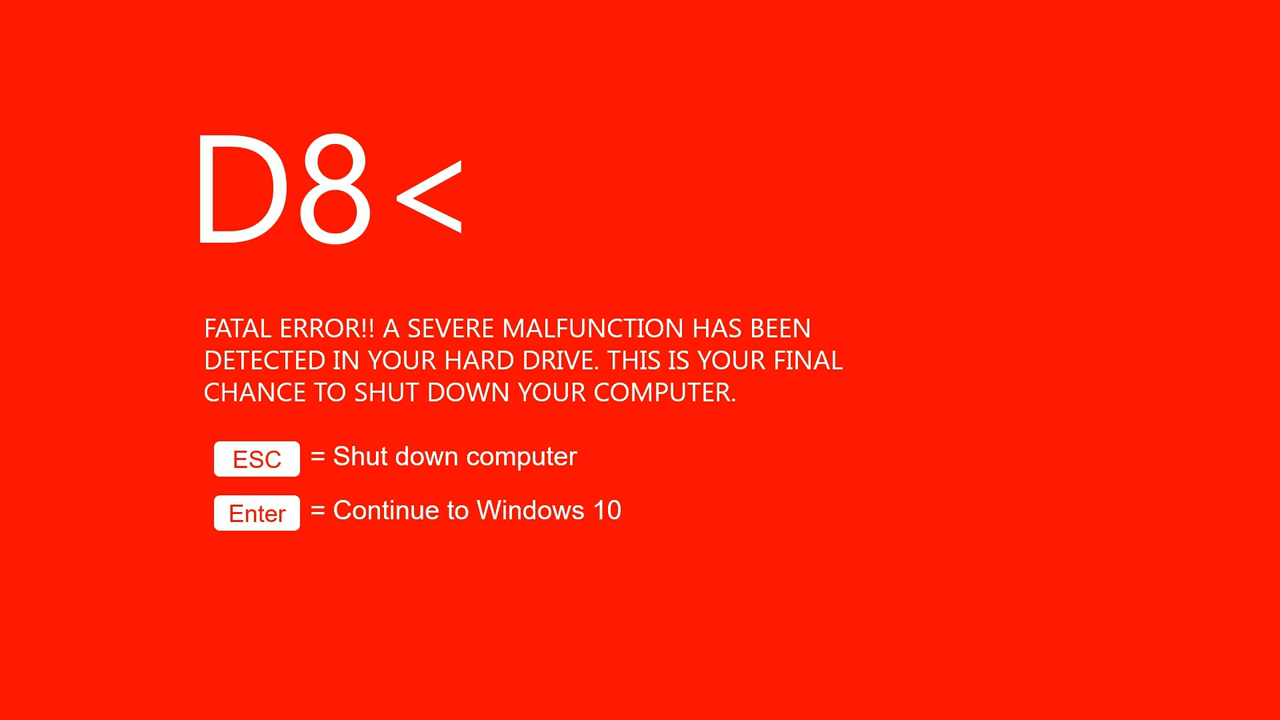 D8<
FATAL ERROR!! A SEVERE MALFUNCTION HAS BEEN
DETECTED IN YOUR HARD DRIVE. THIS IS YOUR FINAL
CHANCE TO SHUT DOWN YOUR COMPUTER.
ESC = Shut down computer
Enter = Continue to Windows 10